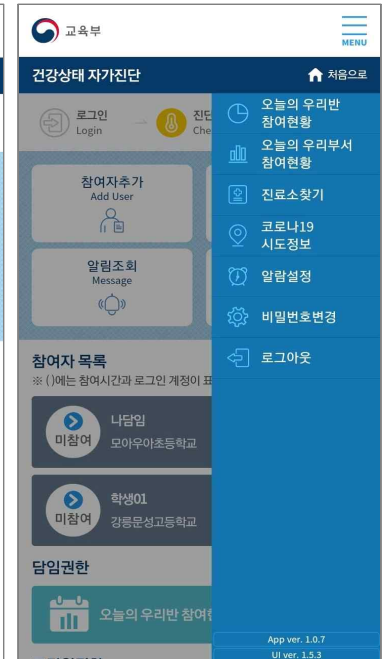 교육부
MENU
건강상태 자가진단
처음으로
로그인
Login
진단
Che
참여자추가
Add User
알림조회
Message
참여자 목록
※ ( )에는 참여시간과 로그인 계정이 표
나담임
미참여
모아우아초등학교
학생01
미참여
강릉문성고등학교
담임권한
오늘의 우리반 참여현
오늘의 우리반
참여현황
오늘의 우리부서
참여현황
진료소찾기
코로나19
시도정보
알람설정
비밀번호변경
로그아웃
App ver. 1.0.7
UI ver. 1.5.3